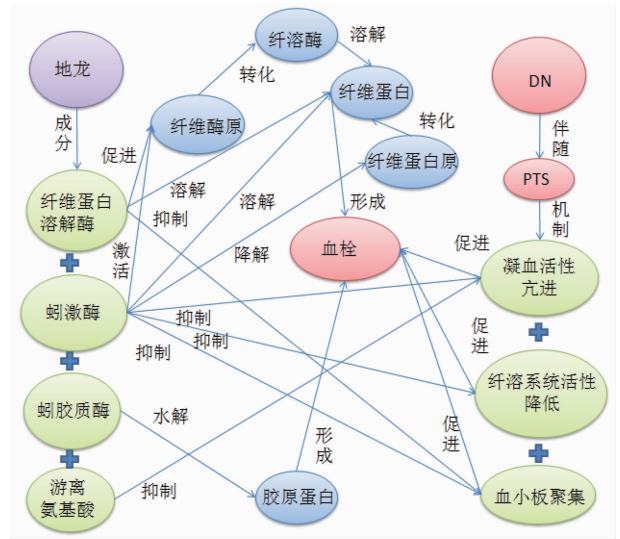 纤溶酶
溶解
地龙
转化
纤维蛋白
DN
成分
促进
纤维酶原
转化
伴随
纤维蛋白原
PTS
纤维蛋白
溶解酶
溶解
抑制
溶解
形成
机制
激活
降解
血栓
促进
凝血活性
亢进
蚓激酶
抑制
抑制
抑制
促进
纤溶系统活性
降低
蚓胶质酶
水解
形成
促进
游离
氨基酸
抑制
胶原蛋白
血小板聚集